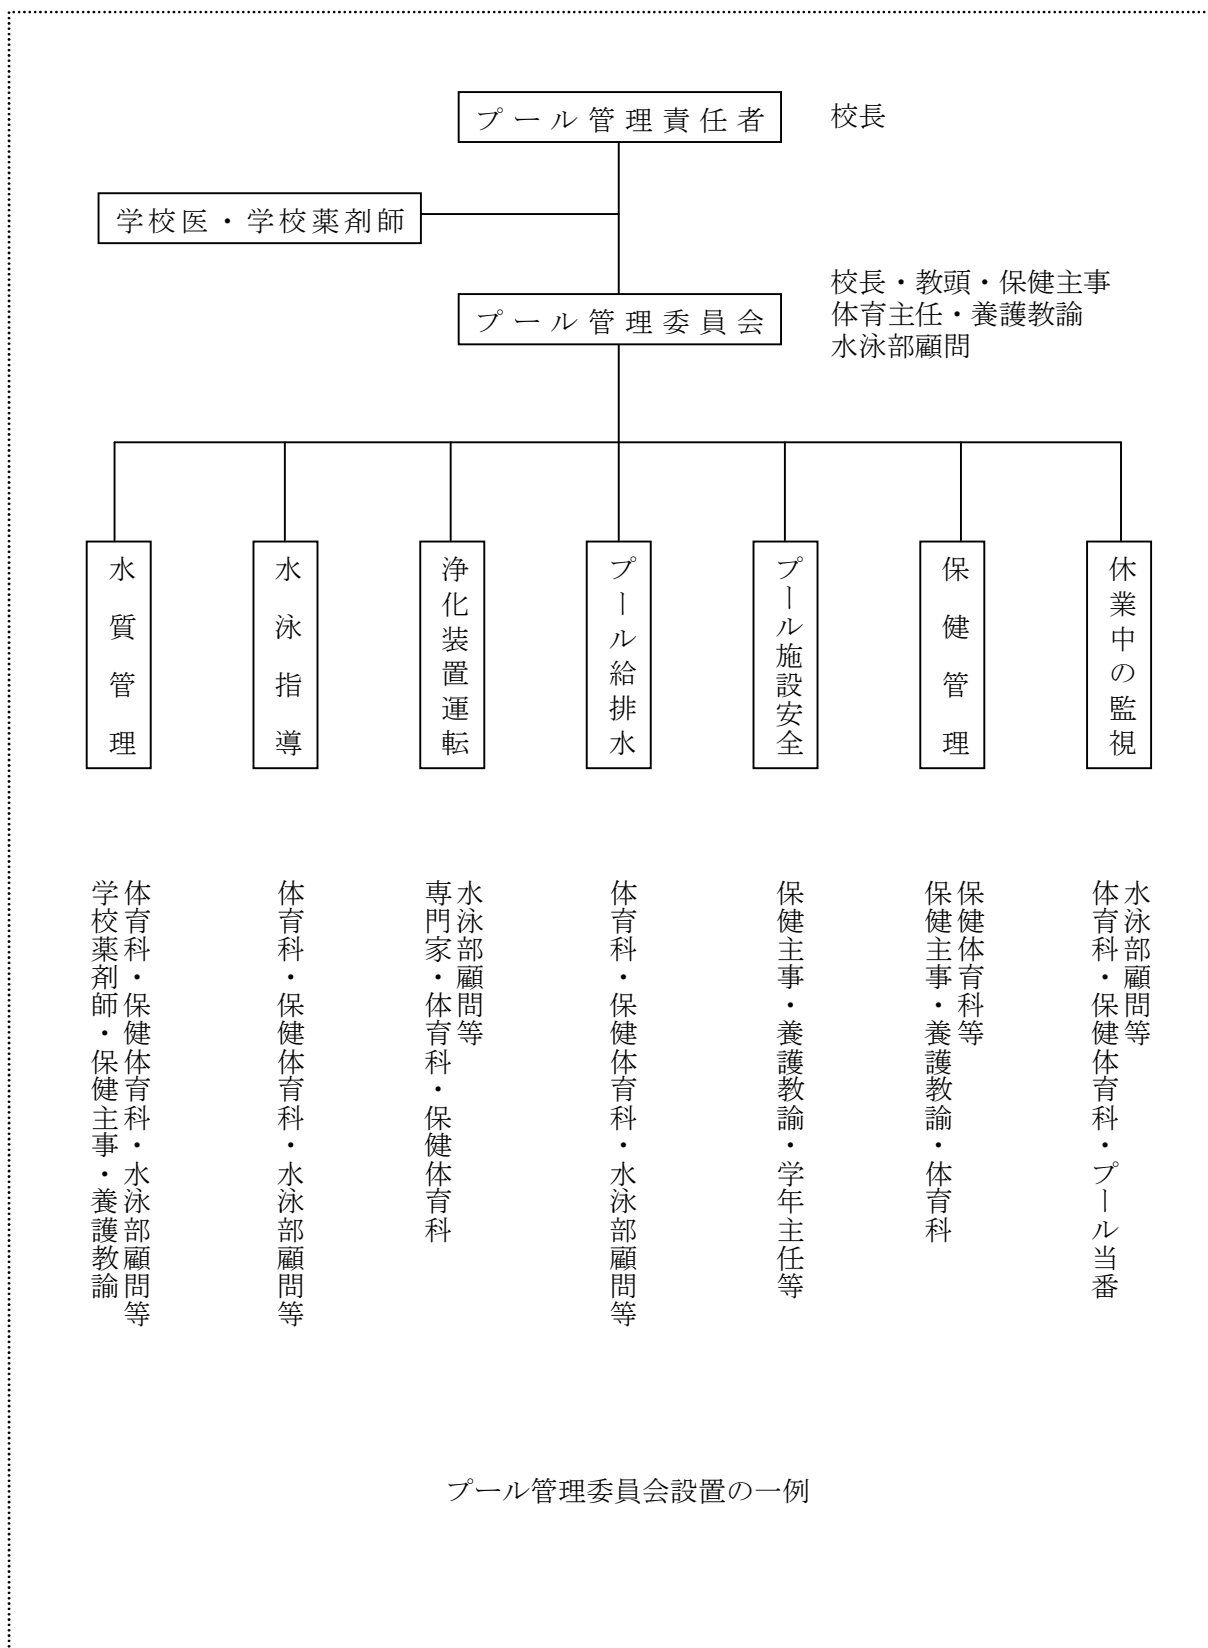 プール管理責任者
校長
学校医・学校薬剤師
プール管理委員会
校長・教頭・保健主事
体育主任・養護教諭
水泳部顧問
水質管理
水泳指導
浄化装置運転
プール給排水
プール施設安全
保健管理
休業中の監視
学校薬剤師・保健主事・養護教諭
体育科・保健体育科・水泳部顧問等
体育科・保健体育科・水泳部顧問等
専門家・体育科・保健体育科
水泳部顧問等
体育科・保健体育科・水泳部顧問等
保健主事・養護教諭・学年主任等
保健主事・養護教諭・体育科
保健体育科等
体育科・保健体育科・プール当番
水泳部顧問等
プール管理委員会設置の一例